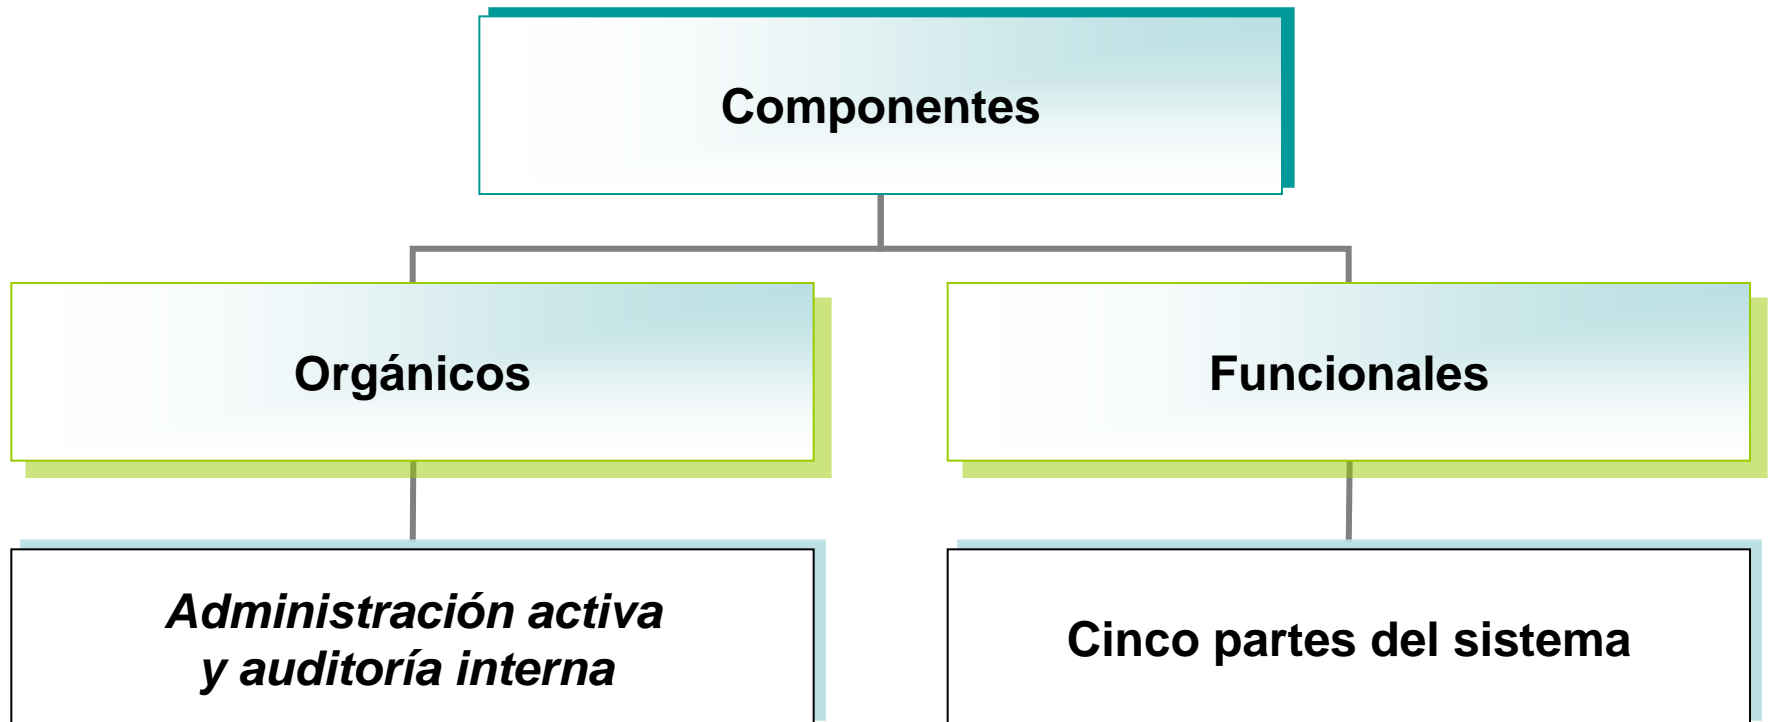 Componentes
Orgánicos
Funcionales
Administración activa
y auditoría interna
Cinco partes del sistema